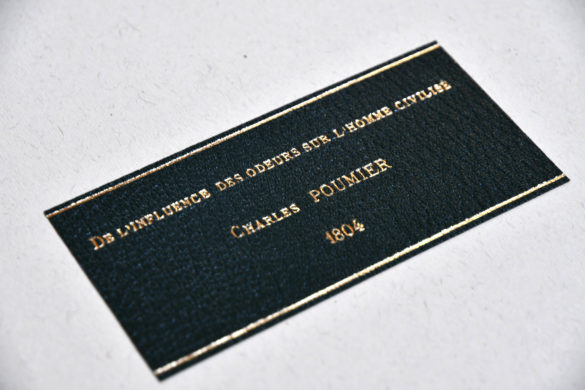 DE L'INFLUENCE DES ODEURS SUR L'HOMME CIVILISÉ
CHARLES POUMIER
1804